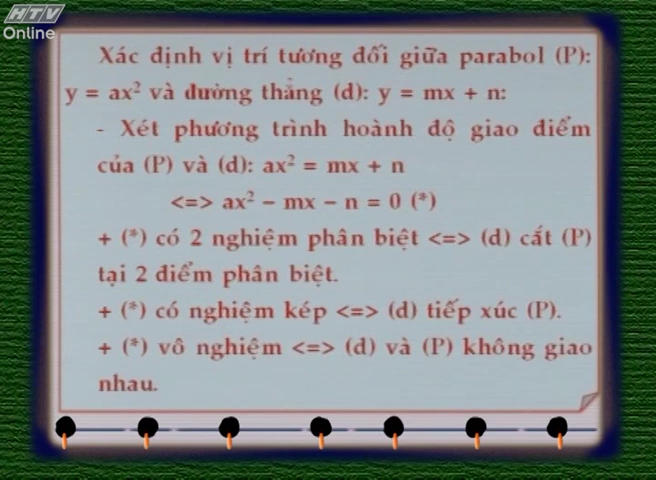 HTV
Online
Xác định vị trí tương đối giữa parabol (P):
y = ax² và đường thẳng (d): y = mx + n:
- Xét phương trình hoành độ giao điểm
của (P) và (d): ax² = mx + n
<=> ax² – mx – n = 0 (*)
+ (*) có 2 nghiệm phân biệt <=> (d) cắt (P)
tại 2 điểm phân biệt.
+ (*) có nghiệm kép <=> (d) tiếp xúc (P).
+ (*) vô nghiệm <=> (d) và (P) không giao
nhau.